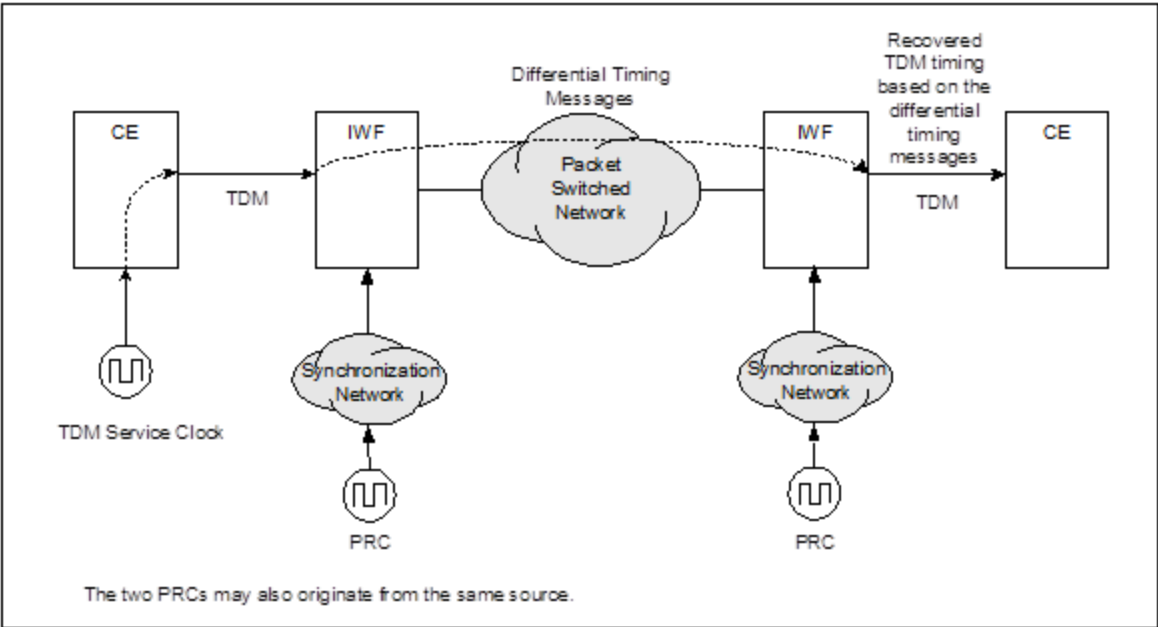 Recovered
TDM timing
based on the
differential
timing
messages
Differential Timing
Messages
CE
IWF
IWF
CE
Packet
Switched
Network
TDM
TDM
Synchronization
Network
Synchronization
Network
TDM Service Clock
PRC
PRC
The two PRCs may also originate from the same source.